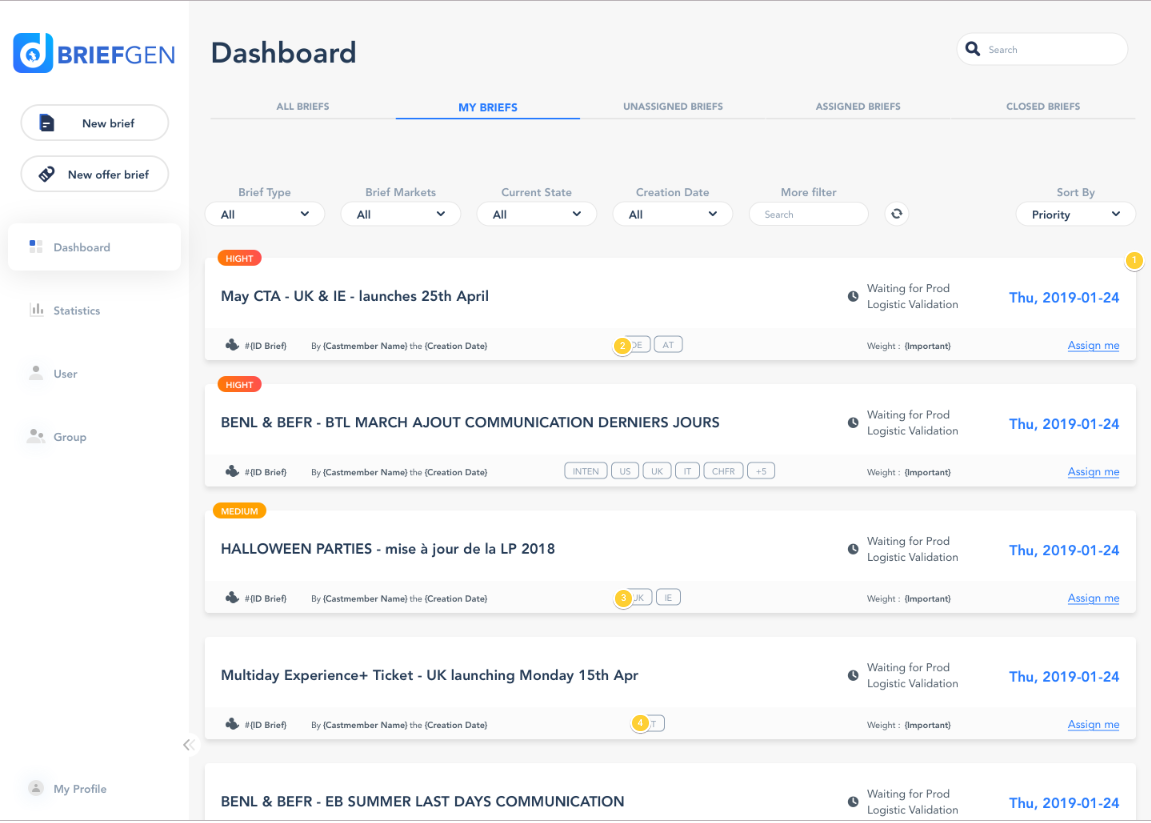 BRIEFGEN
New brief
New offer brief
Dashboard
Statistics
User
Group
My Profile
Dashboard
Search
ALL BRIEFS
MY BRIEFS
UNASSIGNED BRIEFS
ASSIGNED BRIEFS
CLOSED BRIEFS
Brief Type
Brief Markets
Current State
Creation Date
More filter
Sort By
All
All
All
All
Search
Priority
HIGHT
1
May CTA - UK & IE - launches 25th April
Waiting for Prod
Logistic Validation
Thu, 2019-01-24
#{ID Brief}
By {Castmember Name} the {Creation Date}
2
DE
AT
Weight : {Important}
Assign me
HIGHT
BENL & BEFR - BTL MARCH AJOUT COMMUNICATION DERNIERS JOURS
Waiting for Prod
Logistic Validation
Thu, 2019-01-24
#{ID Brief}
By {Castmember Name} the {Creation Date}
INTEN
US
UK
IT
CHFR
+5
Weight : {Important}
Assign me
MEDIUM
HALLOWEEN PARTIES - mise à jour de la LP 2018
Waiting for Prod
Logistic Validation
Thu, 2019-01-24
#{ID Brief}
By {Castmember Name} the {Creation Date}
3
UK
IE
Weight : {Important}
Assign me
Multiday Experience+ Ticket - UK launching Monday 15th Apr
Waiting for Prod
Logistic Validation
Thu, 2019-01-24
#{ID Brief}
By {Castmember Name} the {Creation Date}
4
Weight : {Important}
Assign me
BENL & BEFR - EB SUMMER LAST DAYS COMMUNICATION
Waiting for Prod
Logistic Validation
Thu, 2019-01-24